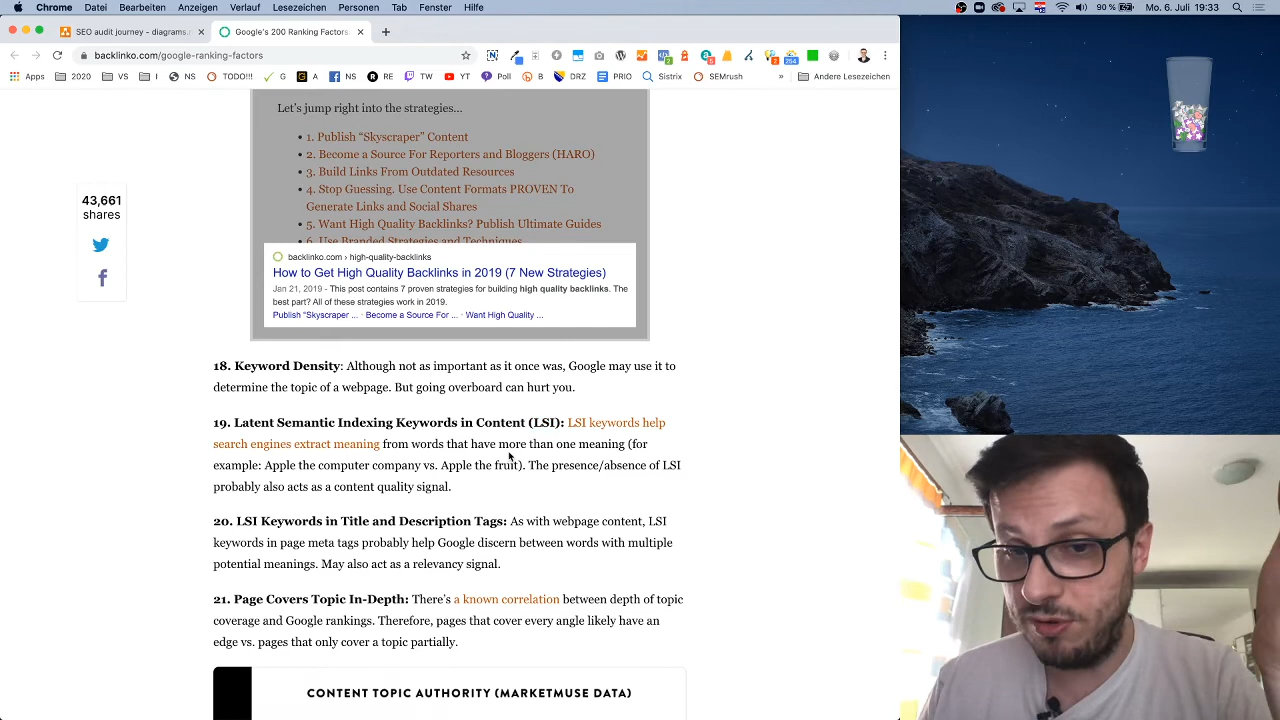 Chrome Datei Bearbeiten Anzeigen Verlauf Lesezeichen Personen Tab Fenster Hilfe 90 % Mo. 6. Juli 19:33
SEO audit journey - diagrams.n Google's 200 Ranking Factors:
backlinko.com/google-ranking-factors
Apps 2020 VS I NS TODO!!! G A NS RE TW YT Poll B DRZ PRIO Sistrix SEMrush » Andere Lesezeichen
Let's jump right into the strategies...
• 1. Publish “Skyscraper” Content
• 2. Become a Source For Reporters and Bloggers (HARO)
• 3. Build Links From Outdated Resources
• 4. Stop Guessing. Use Content Formats PROVEN To
Generate Links and Social Shares
• 5. Want High Quality Backlinks? Publish Ultimate Guides
• 6. Use Branded Strategies and Techniques
43,661
shares
backlinko.com › high-quality-backlinks
How to Get High Quality Backlinks in 2019 (7 New Strategies)
Jan 21, 2019 - This post contains 7 proven strategies for building high quality backlinks. The
best part? All of these strategies work in 2019.
Publish “Skyscraper ... · Become a Source For ... · Want High Quality ...
18. Keyword Density: Although not as important as it once was, Google may use it to
determine the topic of a webpage. But going overboard can hurt you.
19. Latent Semantic Indexing Keywords in Content (LSI): LSI keywords help
search engines extract meaning from words that have more than one meaning (for
example: Apple the computer company vs. Apple the fruit). The presence/absence of LSI
probably also acts as a content quality signal.
20. LSI Keywords in Title and Description Tags: As with webpage content, LSI
keywords in page meta tags probably help Google discern between words with multiple
potential meanings. May also act as a relevancy signal.
21. Page Covers Topic In-Depth: There's a known correlation between depth of topic
coverage and Google rankings. Therefore, pages that cover every angle likely have an
edge vs. pages that only cover a topic partially.
CONTENT TOPIC AUTHORITY (MARKETMUSE DATA)